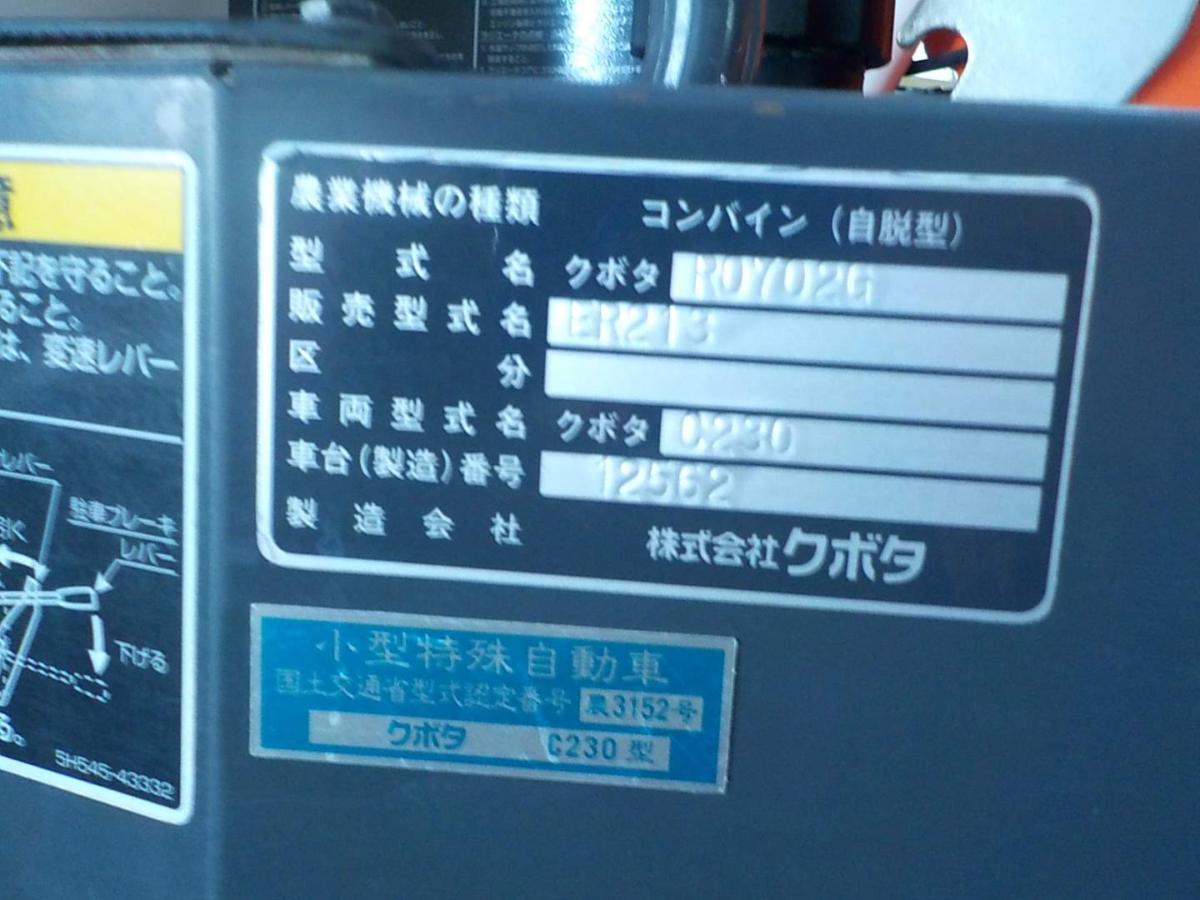 農業機械の種類 コンバイン (自脱型)
型式名 クボタ R0702G
販売型式名 ER213
区分
車両型式名 クボタ C230
車台(製造)番号 12562
製造会社 株式会社クボタ
小型特殊自動車
国土交通省型式認定番号 農3152号
クボタ C230型
下記を守ること。
ること。
は、変速レバー
レバー
駐車ブレーキ
レバー
下げる
る。
5H545-43332